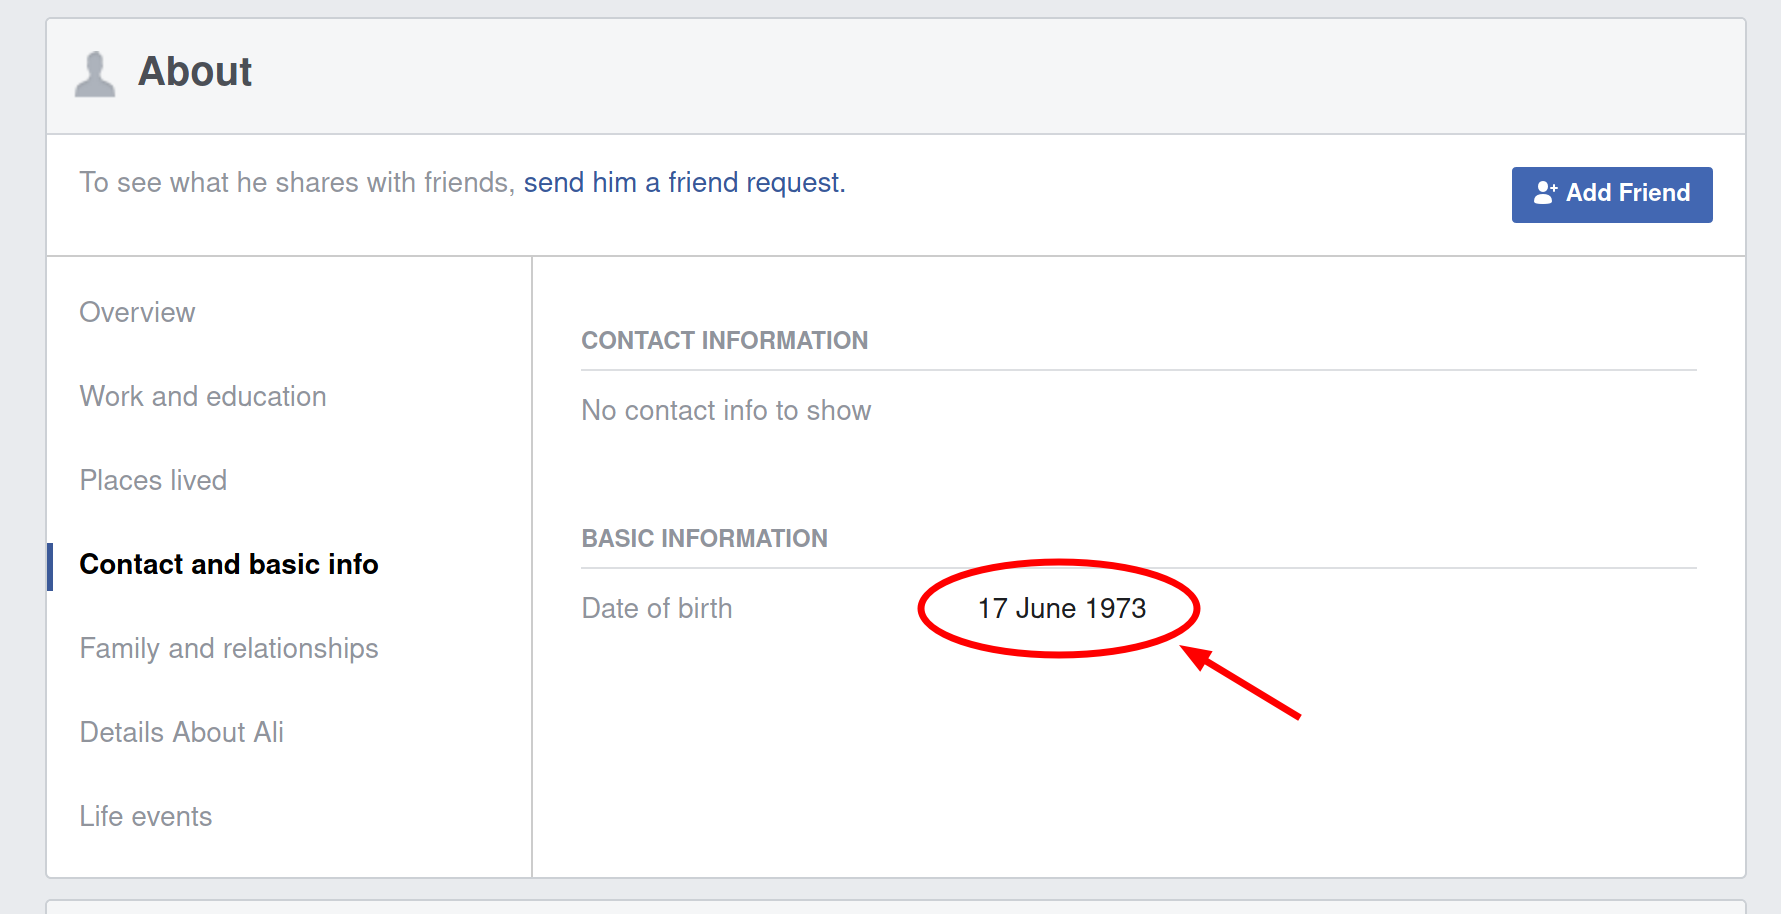 About
To see what he shares with friends, send him a friend request.
Add Friend
Overview
Work and education
Places lived
Contact and basic info
Family and relationships
Details About Ali
Life events
CONTACT INFORMATION
No contact info to show
BASIC INFORMATION
Date of birth 17 June 1973